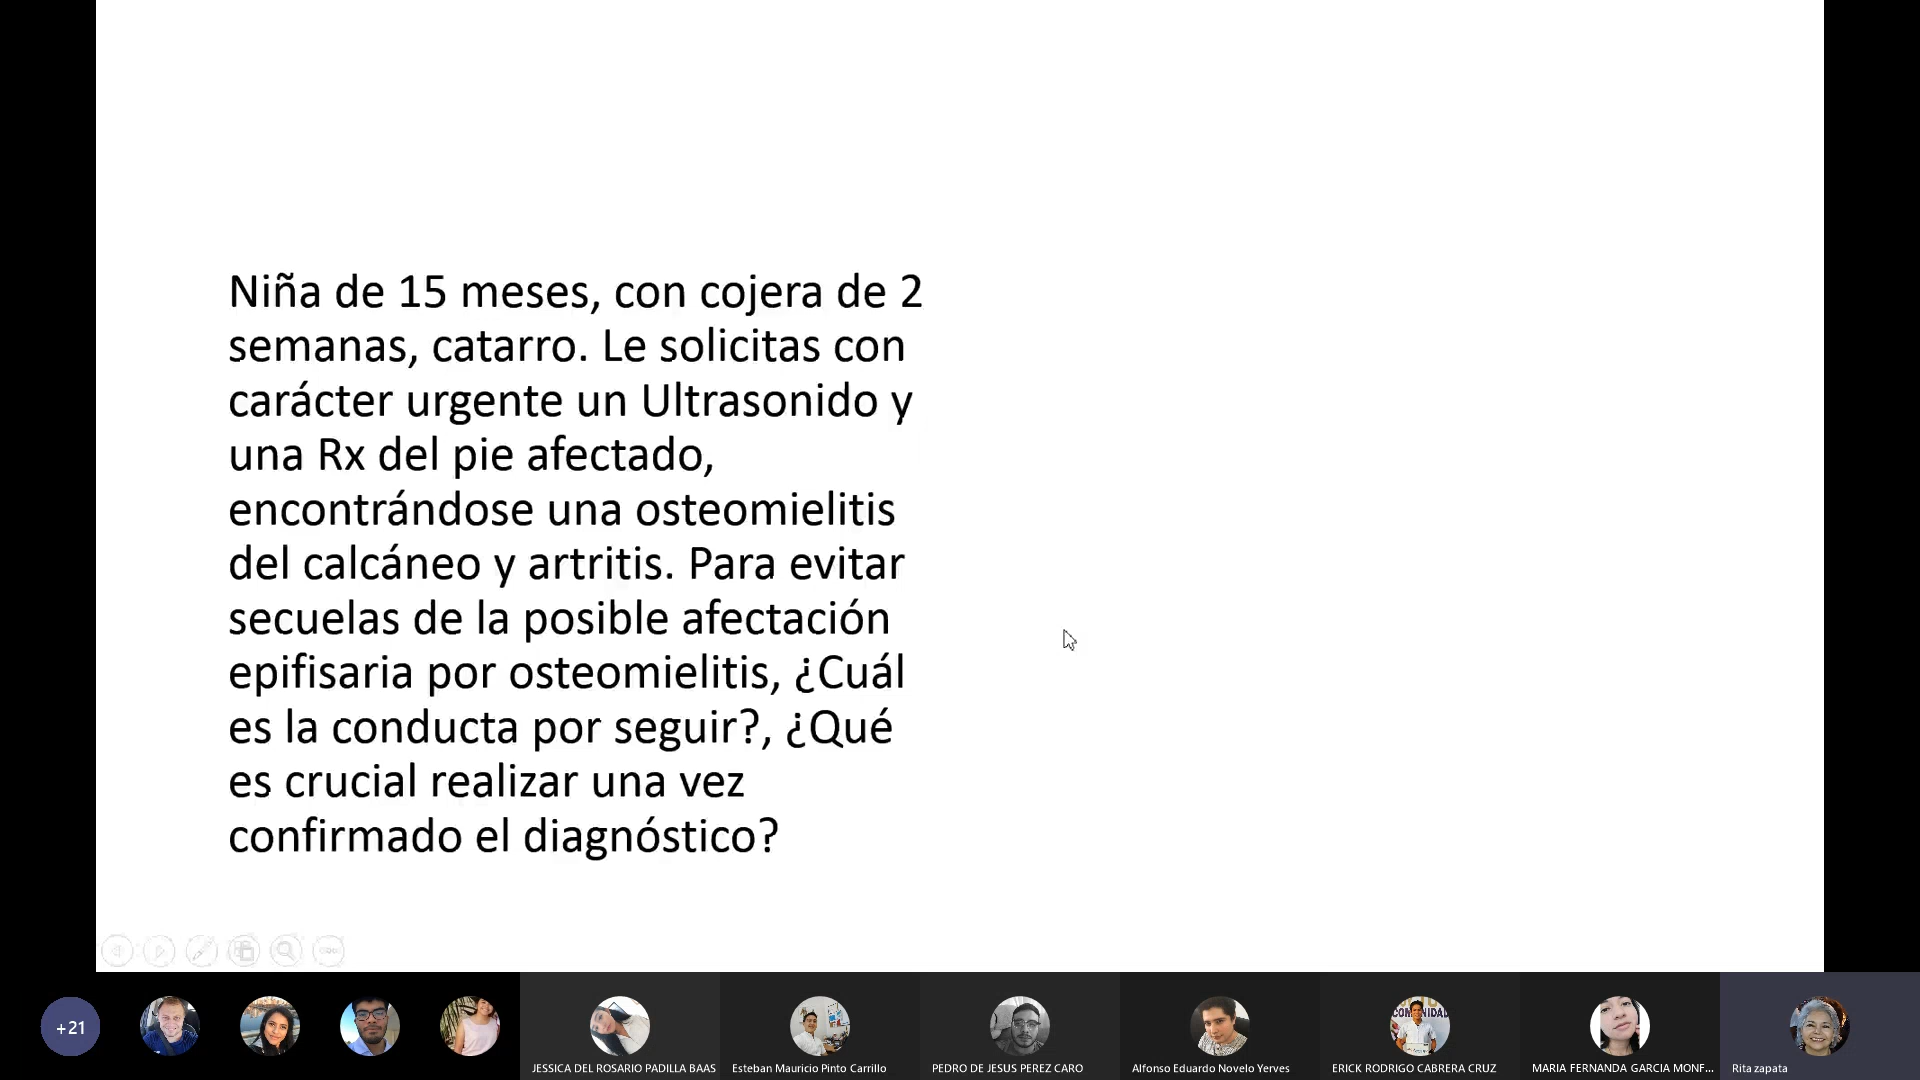 Niña de 15 meses, con cojera de 2
semanas, catarro. Le solicitas con
carácter urgente un Ultrasonido y
una Rx del pie afectado,
encontrándose una osteomielitis
del calcáneo y artritis. Para evitar
secuelas de la posible afectación
epifisaria por osteomielitis, ¿Cuál
es la conducta por seguir?, ¿Qué
es crucial realizar una vez
confirmado el diagnóstico?
+21
JESSICA DEL ROSARIO PADILLA BAAS
Esteban Mauricio Pinto Carrillo
PEDRO DE JESUS PEREZ CARO
Alfonso Eduardo Novelo Yerves
COMUNIDAD
ERICK RODRIGO CABRERA CRUZ
MARIA FERNANDA GARCIA MONF...
Rita zapata